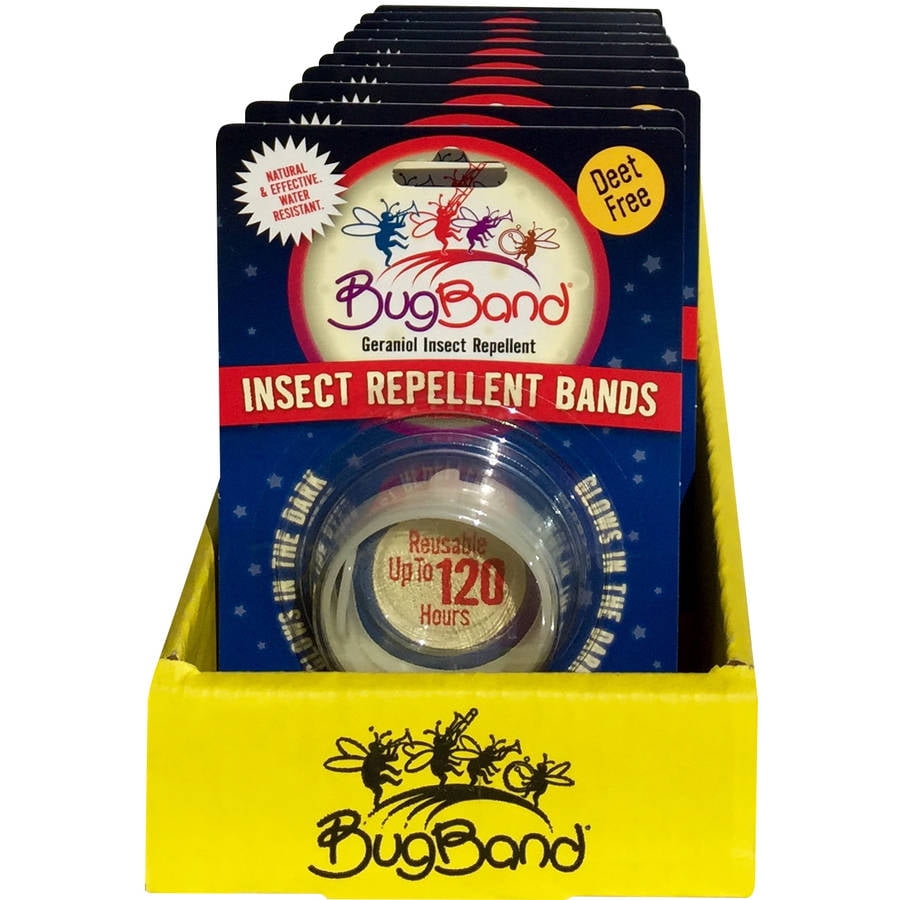 NATURAL
& EFFECTIVE.
WATER
RESISTANT.
Deet
Free
BugBand®
Geraniol Insect Repellent
INSECT REPELLENT BANDS
GLOWS IN THE DARK
GLOWS IN THE DARK
Reusable
Up To 120
Hours
BugBand®